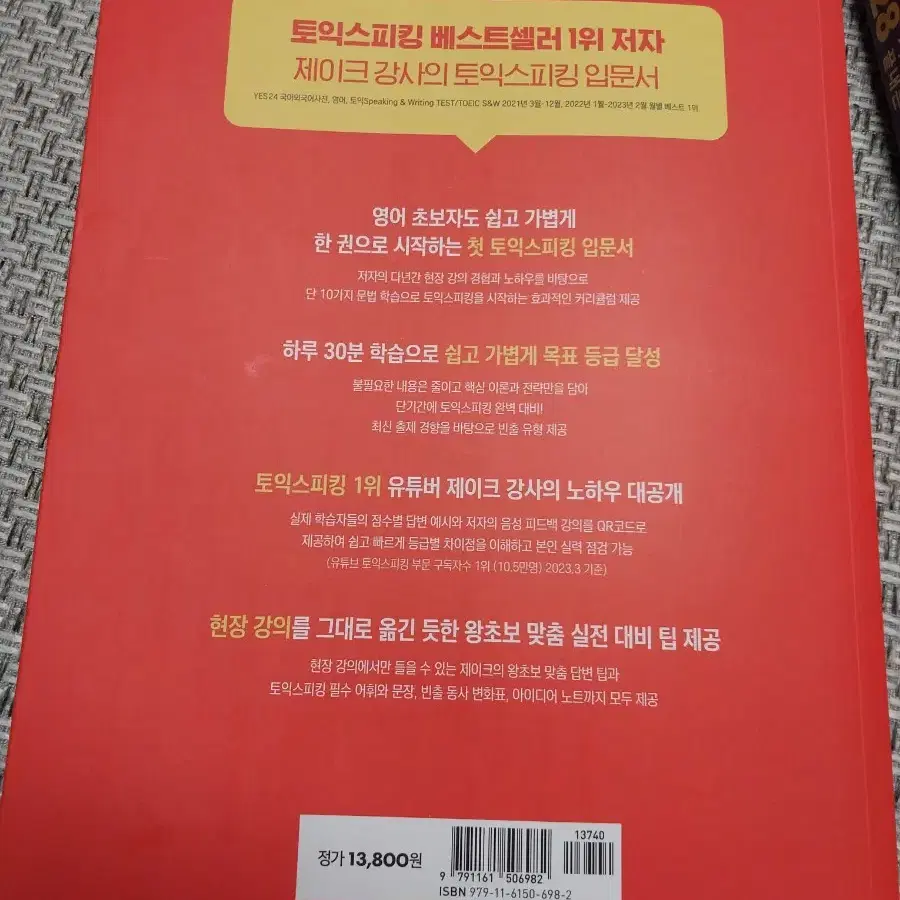 토익스피킹 베스트셀러 1위 저자
제이크 강사의 토익스피킹 입문서
YES24 국어외국어사전, 영어, 토익Speaking & Writing TEST/TOEIC S&W 2021년 3월-12월, 2022년 1월-2023년 2월 월별 베스트 1위
영어 초보자도 쉽고 가볍게
한 권으로 시작하는 첫 토익스피킹 입문서
저자의 다년간 현장 강의 경험과 노하우를 바탕으로
단 10가지 문법 학습으로 토익스피킹을 시작하는 효과적인 커리큘럼 제공
하루 30분 학습으로 쉽고 가볍게 목표 등급 달성
불필요한 내용은 줄이고 핵심 이론과 전략만을 담아
단기간에 토익스피킹 완벽 대비!
최신 출제 경향을 바탕으로 빈출 유형 제공
토익스피킹 1위 유튜버 제이크 강사의 노하우 대공개
실제 학습자들의 점수별 답변 예시와 저자의 음성 피드백 강의를 QR코드로
제공하여 쉽고 빠르게 등급별 차이점을 이해하고 본인 실력 점검 가능
(유튜브 토익스피킹 부문 구독자수 1위 (10.5만명) 2023.3 기준)
현장 강의를 그대로 옮긴 듯한 왕초보 맞춤 실전 대비 팁 제공
현장 강의에서만 들을 수 있는 제이크의 왕초보 맞춤 답변 팁과
토익스피킹 필수 어휘와 문장, 빈출 동사 변화표, 아이디어 노트까지 모두 제공
정가 13,800원
13740
9 791161 506982
ISBN 979-11-6150-698-2